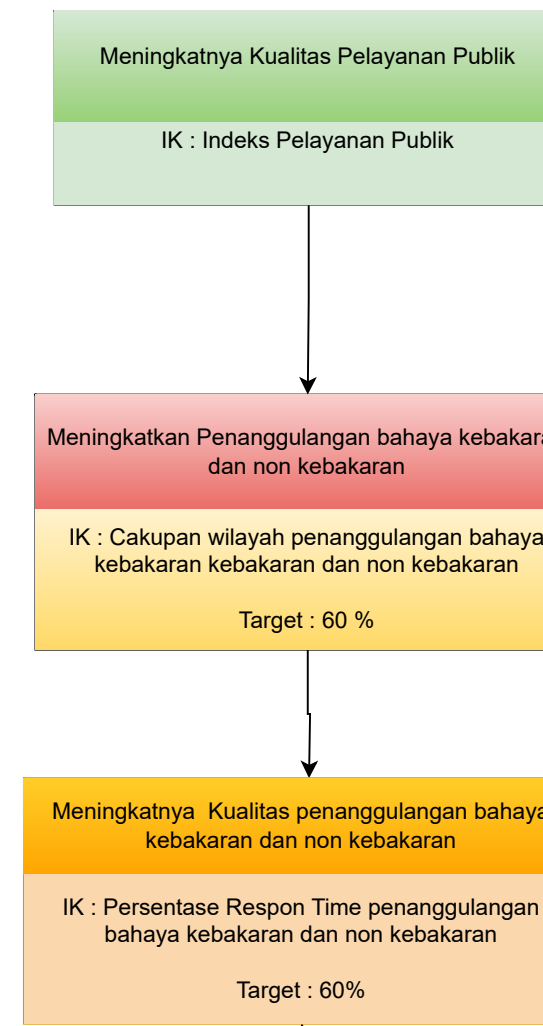 Meningkatnya Kualitas Pelayanan Publik
IK : Indeks Pelayanan Publik
Meningkatkan Penanggulangan bahaya
dan non kebakaran
IK : Cakupan wilayah penanggulangan bahaya
kebakaran kebakaran dan non kebakaran
Target : 60 %
Meningkatnya Kualitas penanggulangan bahaya
kebakaran dan non kebakaran
IK : Persentase Respon Time penanggulangan
bahaya kebakaran dan non kebakaran
Target : 60%